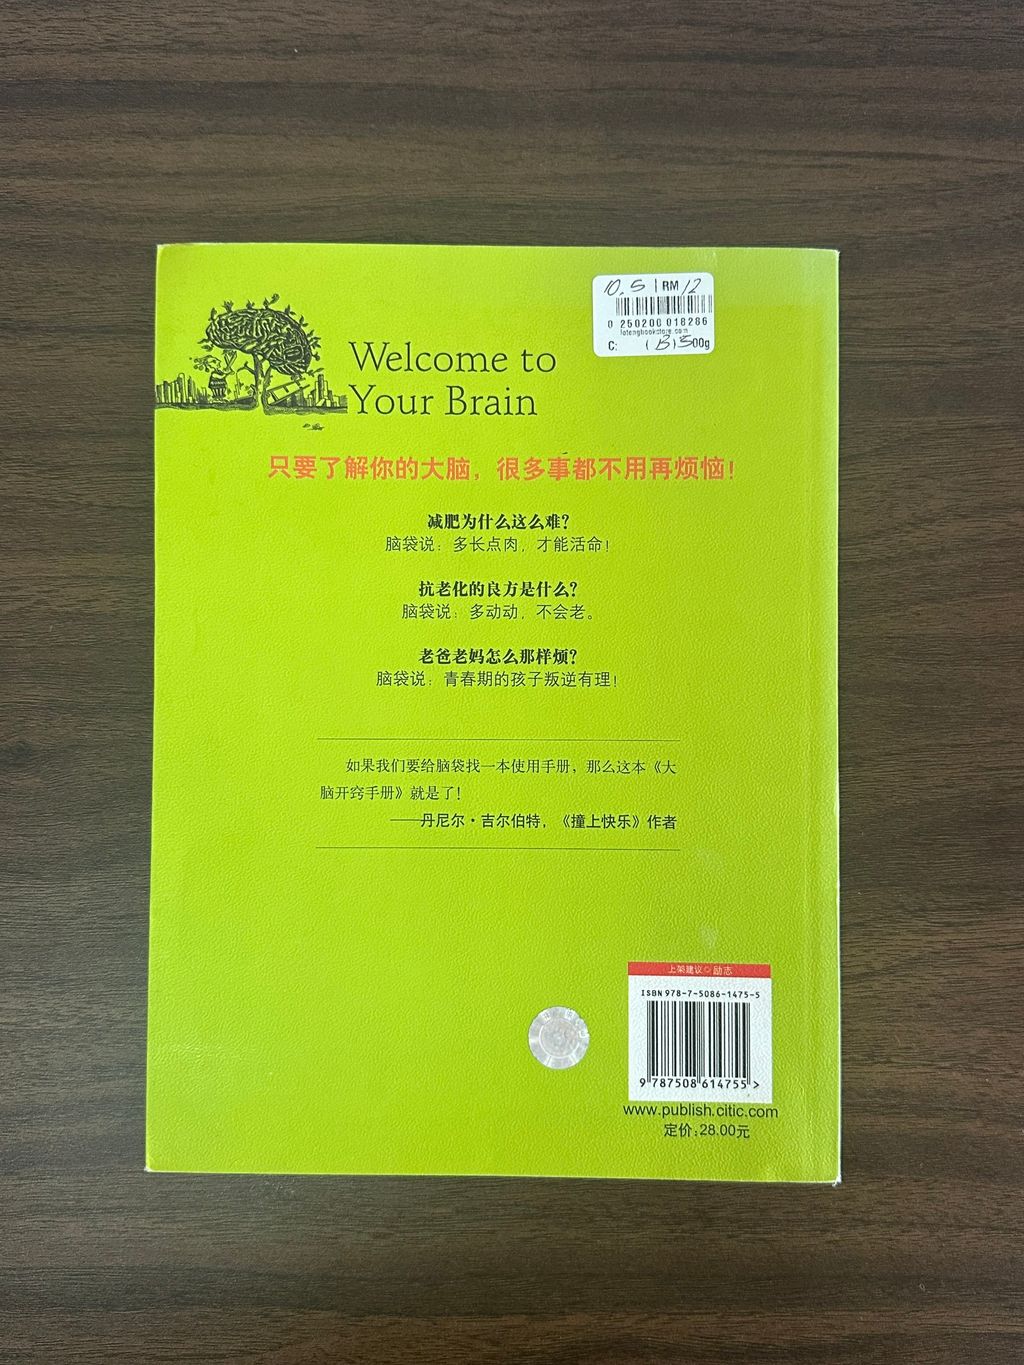 10.5 RM 12
0 250200 018286
lotengbookstore.com
C: (B) 500g
Welcome to
Your Brain
只要了解你的大脑，很多事都不用再烦恼！
减肥为什么这么难？
脑袋说：多长点肉，才能活命！
抗老化的良方是什么？
脑袋说：多动动，不会老。
老爸老妈怎么那样烦？
脑袋说：青春期的孩子叛逆有理！
如果我们要给脑袋找一本使用手册，那么这本《大
脑开窍手册》就是了！
——丹尼尔·吉尔伯特，《撞上快乐》作者
上架建议◎励志
ISBN 978-7-5086-1475-5
9 787508 614755 >
www.publish.citic.com
定价：28.00元